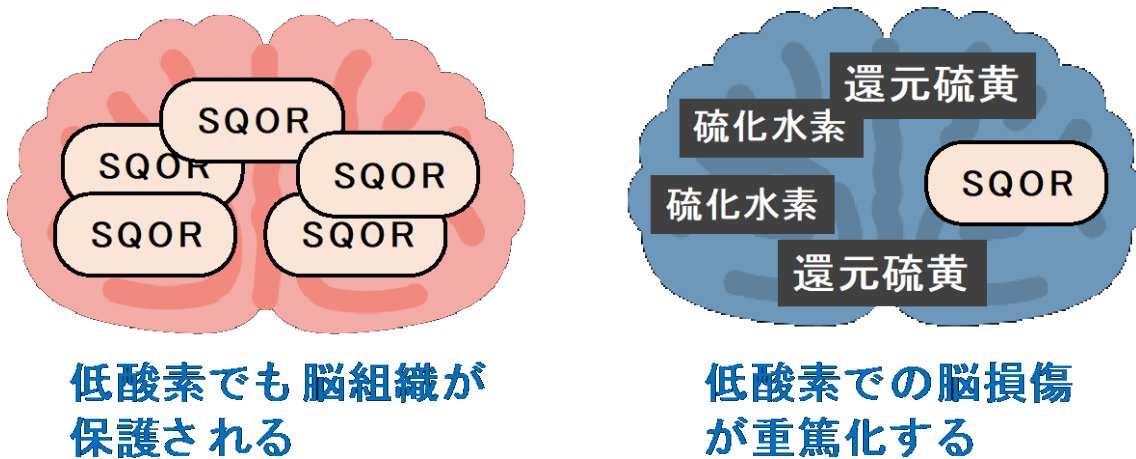 SQOR
SQOR
SQOR
SQOR
SQOR
低酸素でも脳組織が
保護される
還元硫黄
硫化水素
SQOR
硫化水素
還元硫黄
低酸素での脳損傷
が重篤化する